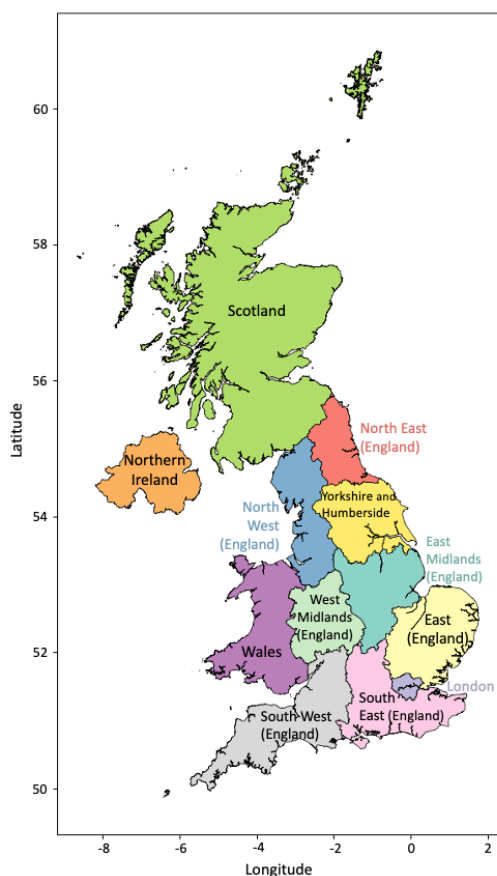 60
58
Scotland
56
Latitude
North East
(England)
Northern
Ireland
Yorkshire and
Humberside
54
North
West
(England)
East
Midlands
(England)
West
Midlands
(England)
East
(England)
52
Wales
London
South
East (England)
South West
(England)
50
-8
-6
-4
-2
0
2
Longitude